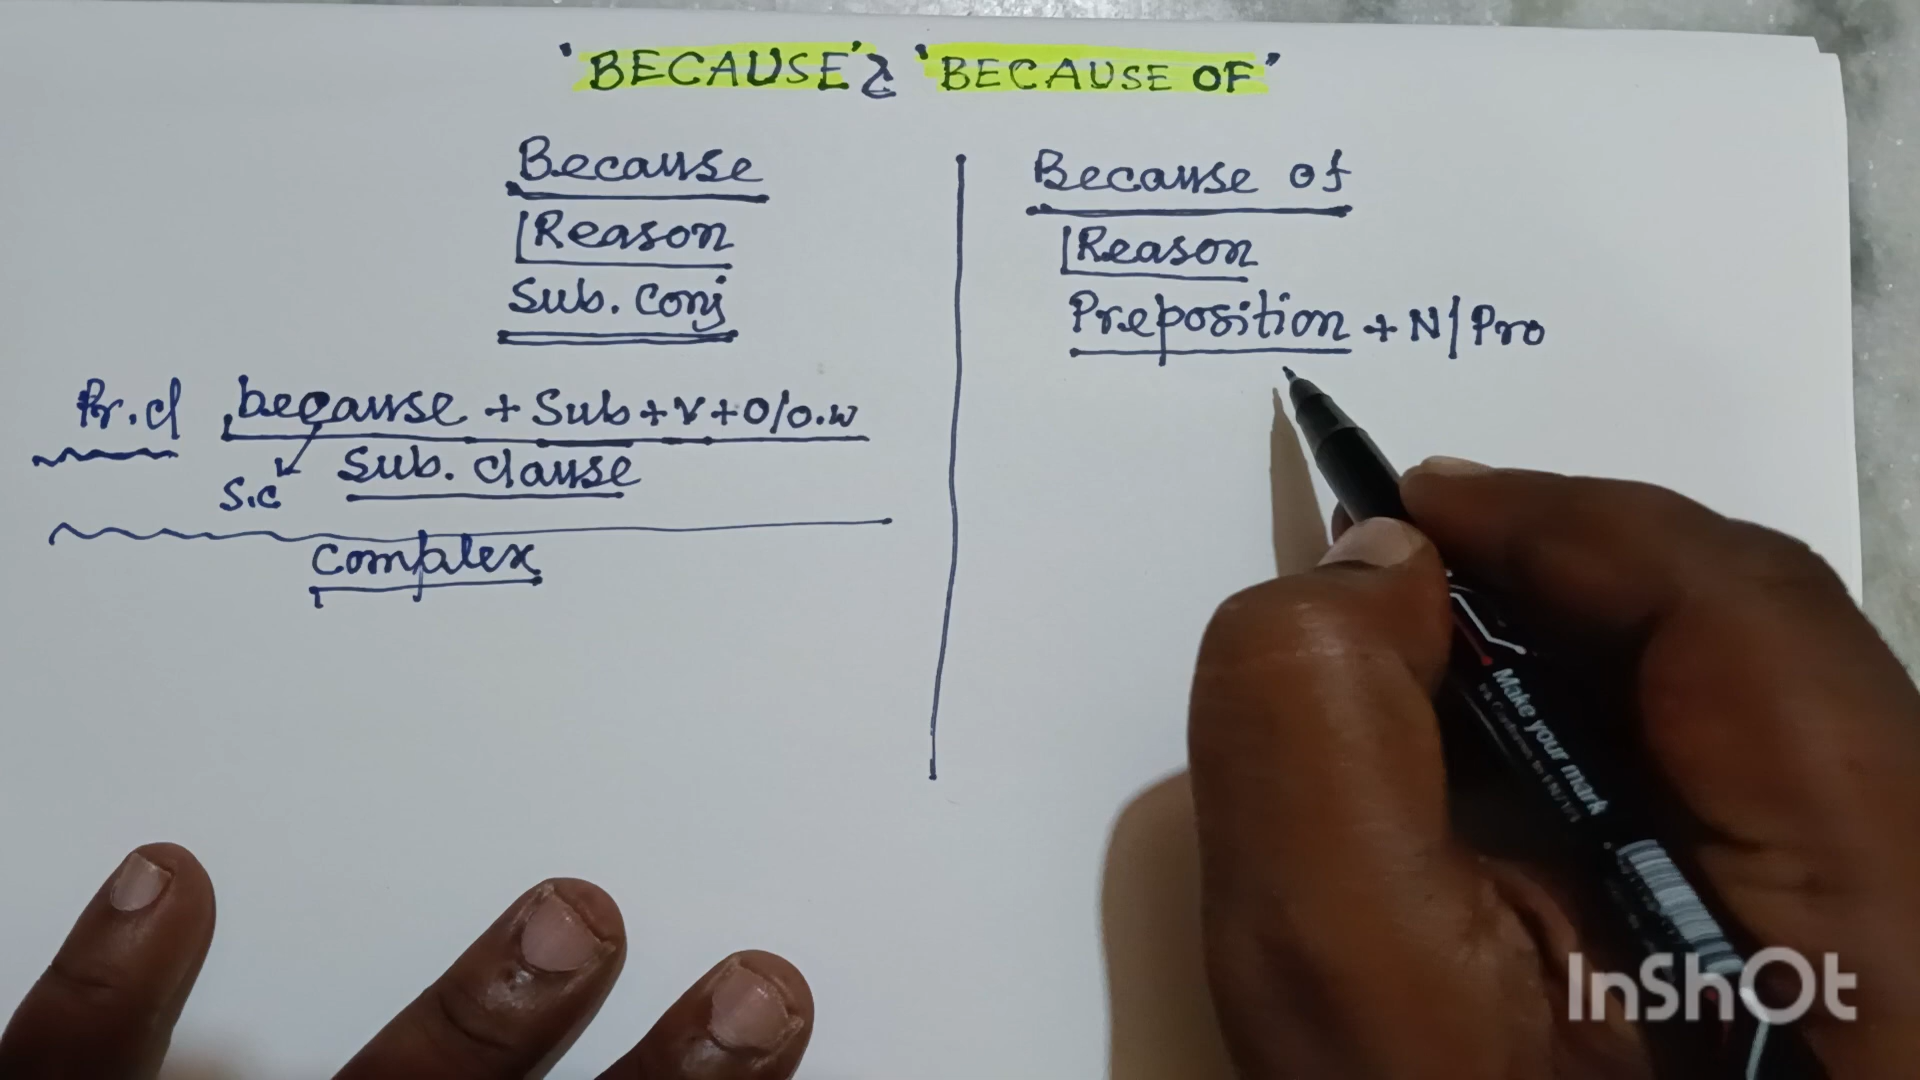 'BECAUSE' & 'BECAUSE OF'
Because
Reason
Sub. Conj
Pr. cl because + Sub + V + O/O.W
S.C Sub. clause
Complex
Because of
Reason
Preposition + N/Pro
Make your mark
InShOt